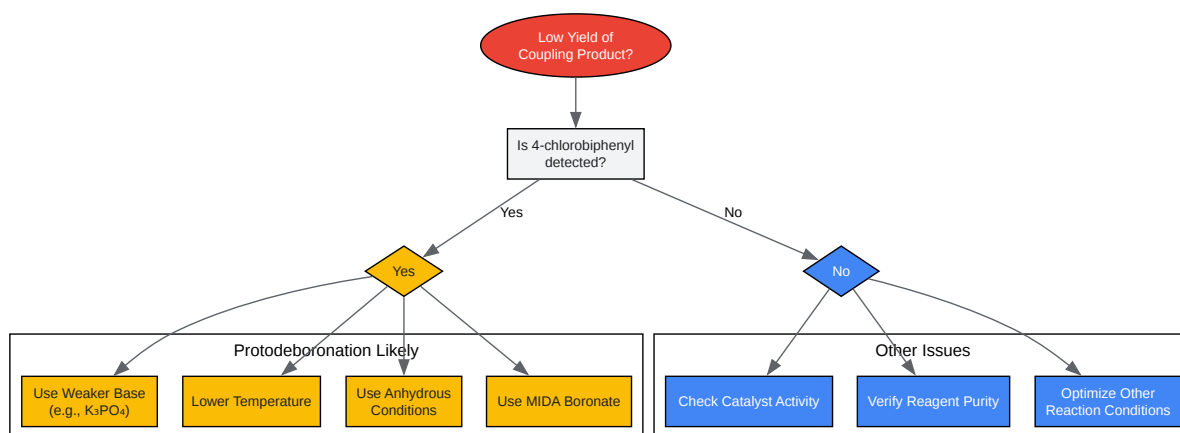 Low Yield of
Coupling Product?
Is 4-chlorobiphenyl
detected?
Yes
No
Yes
No
Protodeboronation Likely
Other Issues
Use Weaker Base
(e.g., K₃PO₄)
Lower Temperature
Use Anhydrous
Conditions
Use MIDA Boronate
Check Catalyst Activity
Verify Reagent Purity
Optimize Other
Reaction Conditions